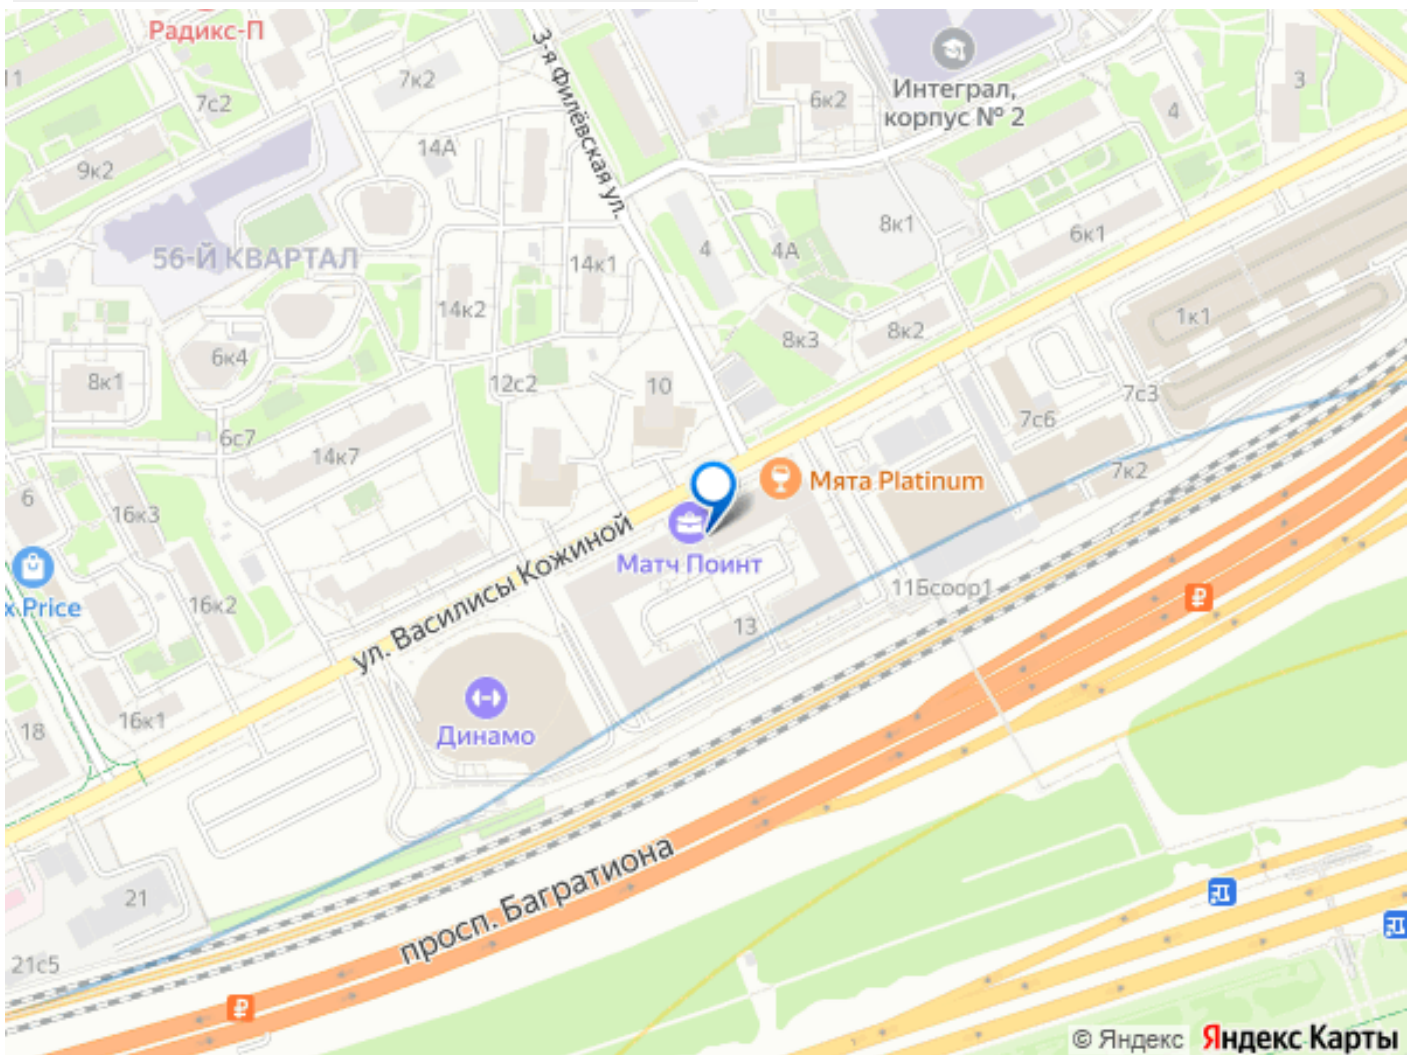 Радикс-П
11
7к2
7с2
3-я Филёвская ул.
6к2
Интеграл,
корпус № 2
3
4
14А
9к2
8к1
6к1
56-Й КВАРТАЛ
4
4А
14к1
14к2
1к1
8к3
8к2
6к4
8к1
12с2
10
7с3
7с6
6с7
14к7
7к2
Мята Platinum
6
16к3
Матч Поинт
ул. Василисы Кожиной
11Бсоор1
x Price
16к2
13
18
16к1
Динамо
просп. Багратиона
21
21с5
© Яндекс Яндекс Карты